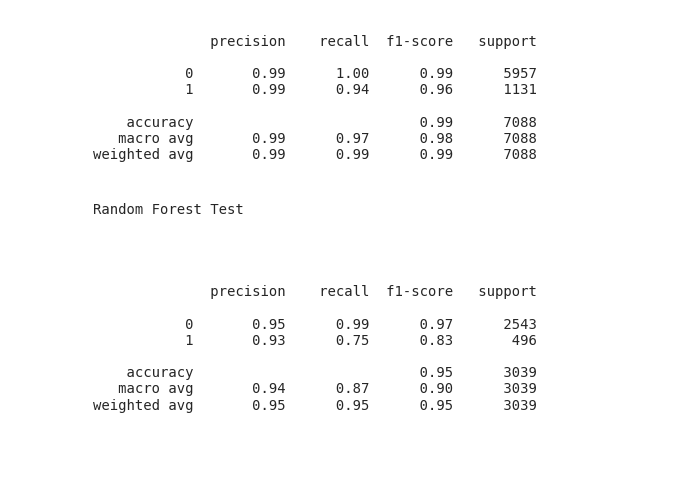 precision recall f1-score support
0 0.99 1.00 0.99 5957
1 0.99 0.94 0.96 1131
accuracy 0.99 7088
macro avg 0.99 0.97 0.98 7088
weighted avg 0.99 0.99 0.99 7088
Random Forest Test
precision recall f1-score support
0 0.95 0.99 0.97 2543
1 0.93 0.75 0.83 496
accuracy 0.95 3039
macro avg 0.94 0.87 0.90 3039
weighted avg 0.95 0.95 0.95 3039